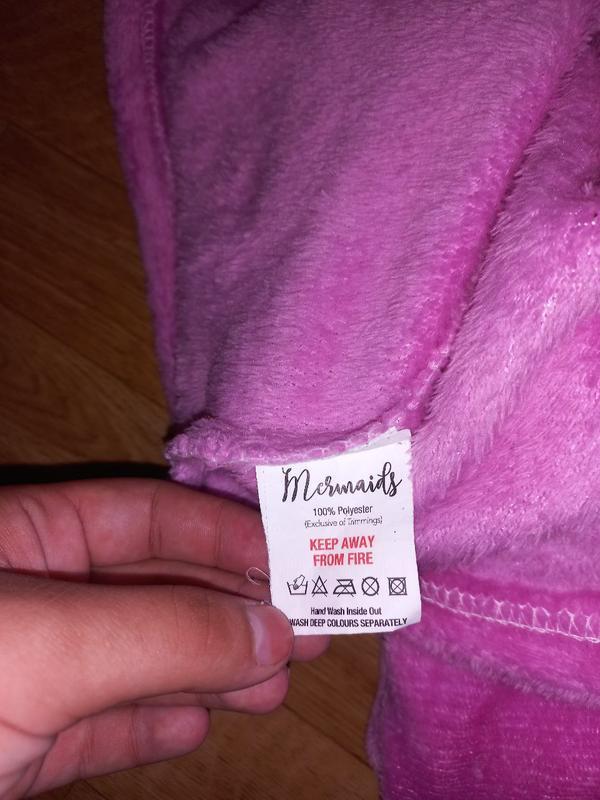 Mermaids
100% Polyester
(Exclusive of Trimmings)
KEEP AWAY
FROM FIRE
Hand Wash Inside Out
WASH DEEP COLOURS SEPARATELY